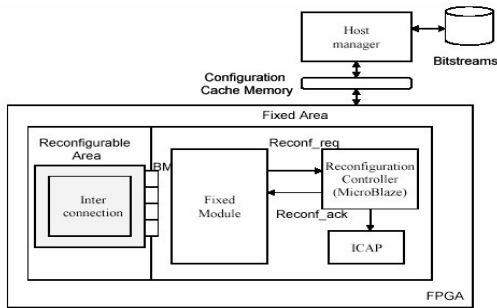 Host
manager
Bitstreams
Configuration
Cache Memory
Fixed Area
Reconfigurable
Area
BM
Inter
connection
Fixed
Module
Reconf_req
Reconf_ack
Reconfiguration
Controller
(MicroBlaze)
ICAP
FPGA